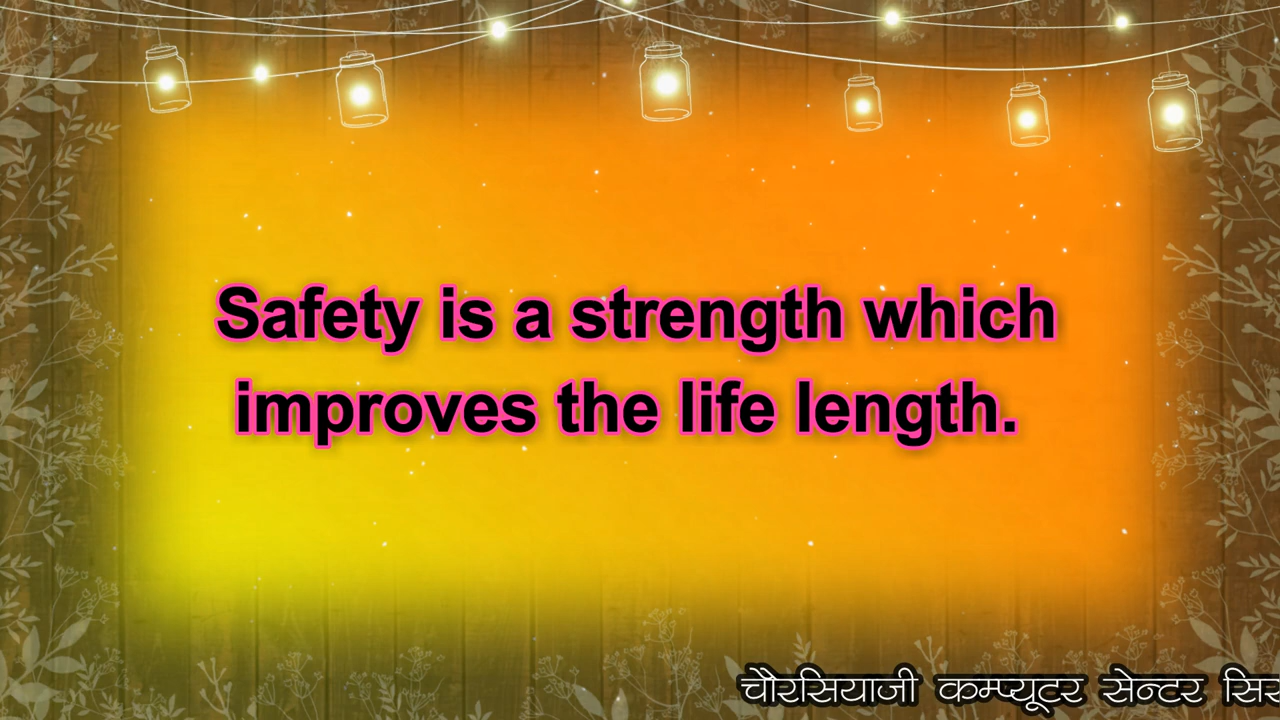 Safety is a strength which
improves the life length.
चौरसियाजी कम्प्यूटर सेन्टर